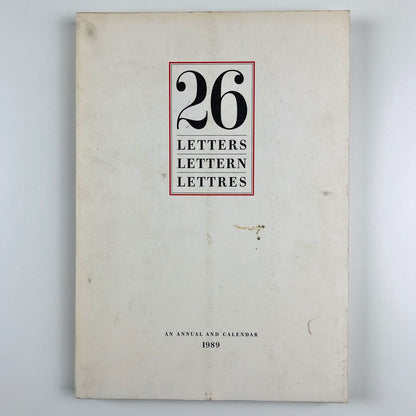 26
LETTERS
LETTERN
LETTRES
AN ANNUAL AND CALENDAR
1989